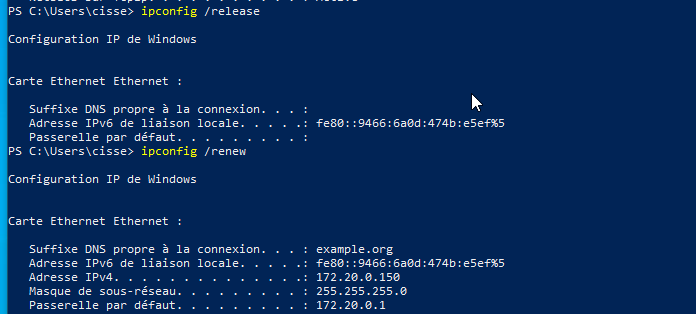 PS C:\Users\cisse> ipconfig /release
Configuration IP de Windows
Carte Ethernet Ethernet :
Suffixe DNS propre à la connexion. . . :
Adresse IPv6 de liaison locale. . . . .: fe80::9466:6a0d:474b:e5ef%5
Passerelle par défaut. . . . . . . . . :
PS C:\Users\cisse> ipconfig /renew
Configuration IP de Windows
Carte Ethernet Ethernet :
Suffixe DNS propre à la connexion. . . : example.org
Adresse IPv6 de liaison locale. . . . .: fe80::9466:6a0d:474b:e5ef%5
Adresse IPv4. . . . . . . . . . . . . .: 172.20.0.150
Masque de sous-réseau. . . . . . . . . : 255.255.255.0
Passerelle par défaut. . . . . . . . . : 172.20.0.1